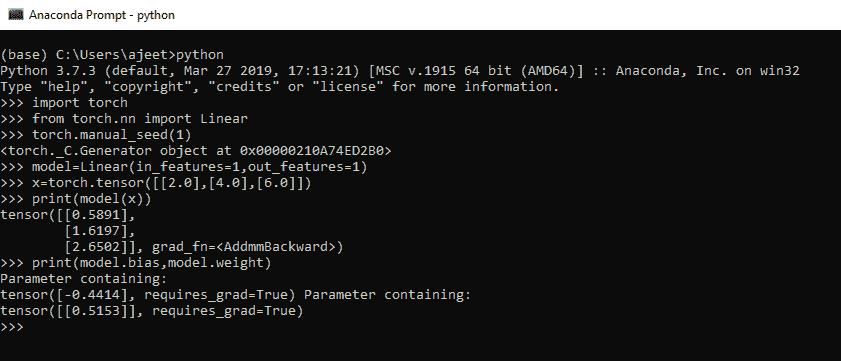 Anaconda Prompt - python
(base) C:\Users\ajeet>python
Python 3.7.3 (default, Mar 27 2019, 17:13:21) [MSC v.1915 64 bit (AMD64)] :: Anaconda, Inc. on win32
Type "help", "copyright", "credits" or "license" for more information.
>>> import torch
>>> from torch.nn import Linear
>>> torch.manual_seed(1)
<torch._C.Generator object at 0x00000210A74ED2B0>
>>> model=Linear(in_features=1,out_features=1)
>>> x=torch.tensor([[2.0],[4.0],[6.0]])
>>> print(model(x))
tensor([[0.5891],
        [1.6197],
        [2.6502]], grad_fn=<AddmmBackward>)
>>> print(model.bias,model.weight)
Parameter containing:
tensor([-0.4414], requires_grad=True) Parameter containing:
tensor([[0.5153]], requires_grad=True)
>>>